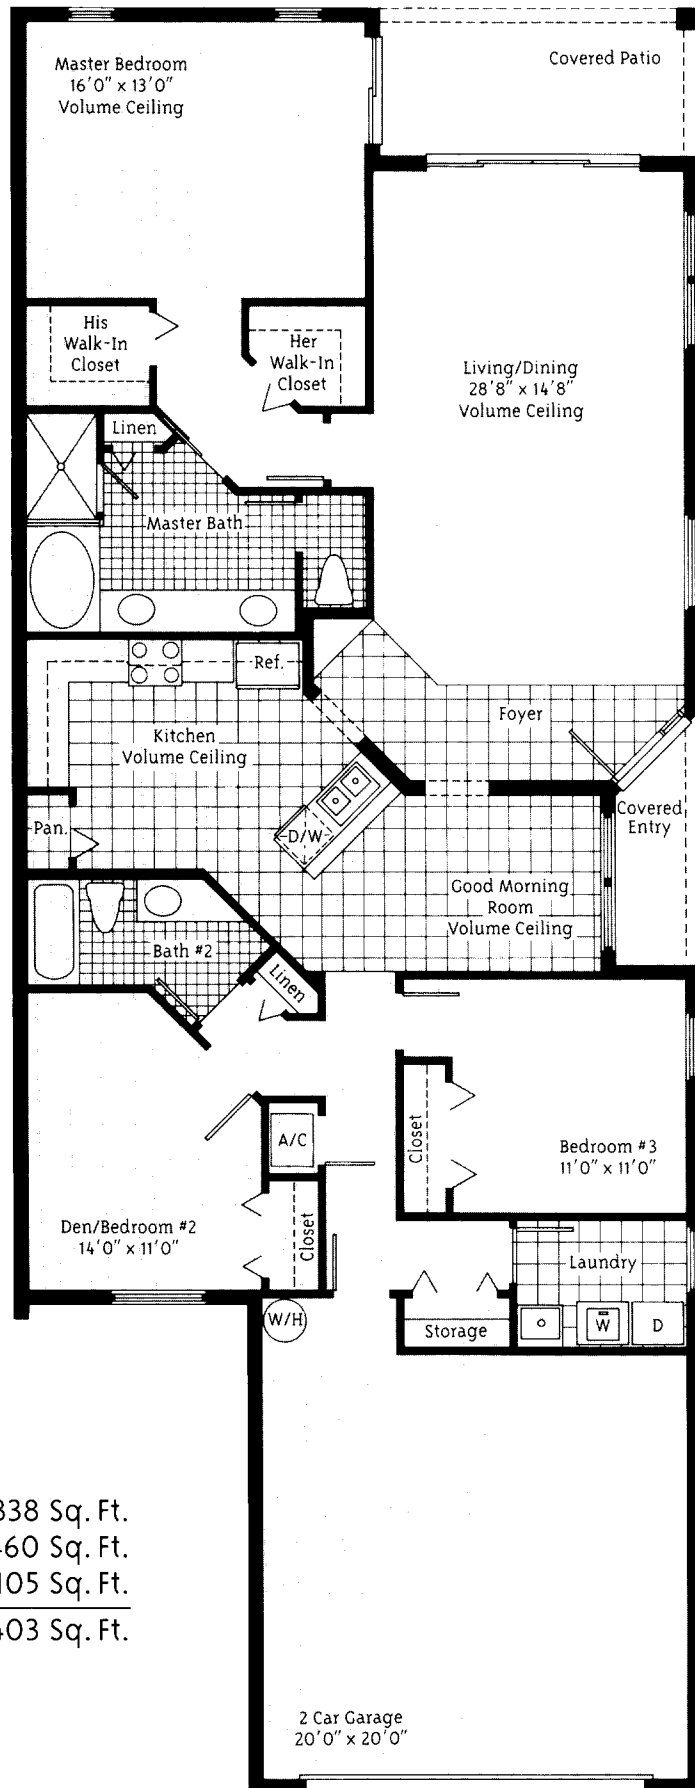 Master Bedroom
16'0" x 13'0"
Volume Ceiling
Covered Patio
His
Walk-In
Closet
Her
Walk-In
Closet
Living/Dining
28'8" x 14'8"
Volume Ceiling
Linen
Master Bath
Ref.
Kitchen
Volume Ceiling
Foyer
Pan.
D/W
Covered
Entry
Good Morning
Room
Volume Ceiling
Bath #2
Linen
A/C
Closet
Bedroom #3
11'0" x 11'0"
Den/Bedroom #2
14'0" x 11'0"
Closet
Laundry
W/H
Storage
W
D
338 Sq. Ft.
460 Sq. Ft.
105 Sq. Ft.
403 Sq. Ft.
2 Car Garage
20'0" x 20'0"